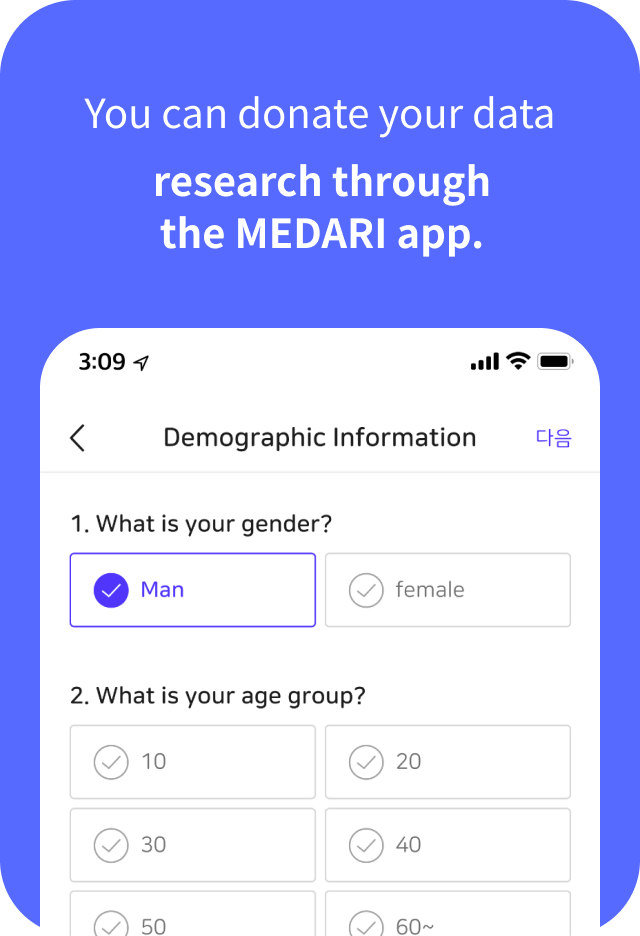 You can donate your data
research through
the MEDARI app.
3:09
Demographic Information 다음
1. What is your gender?
Man female
2. What is your age group?
10 20
30 40
50 60~